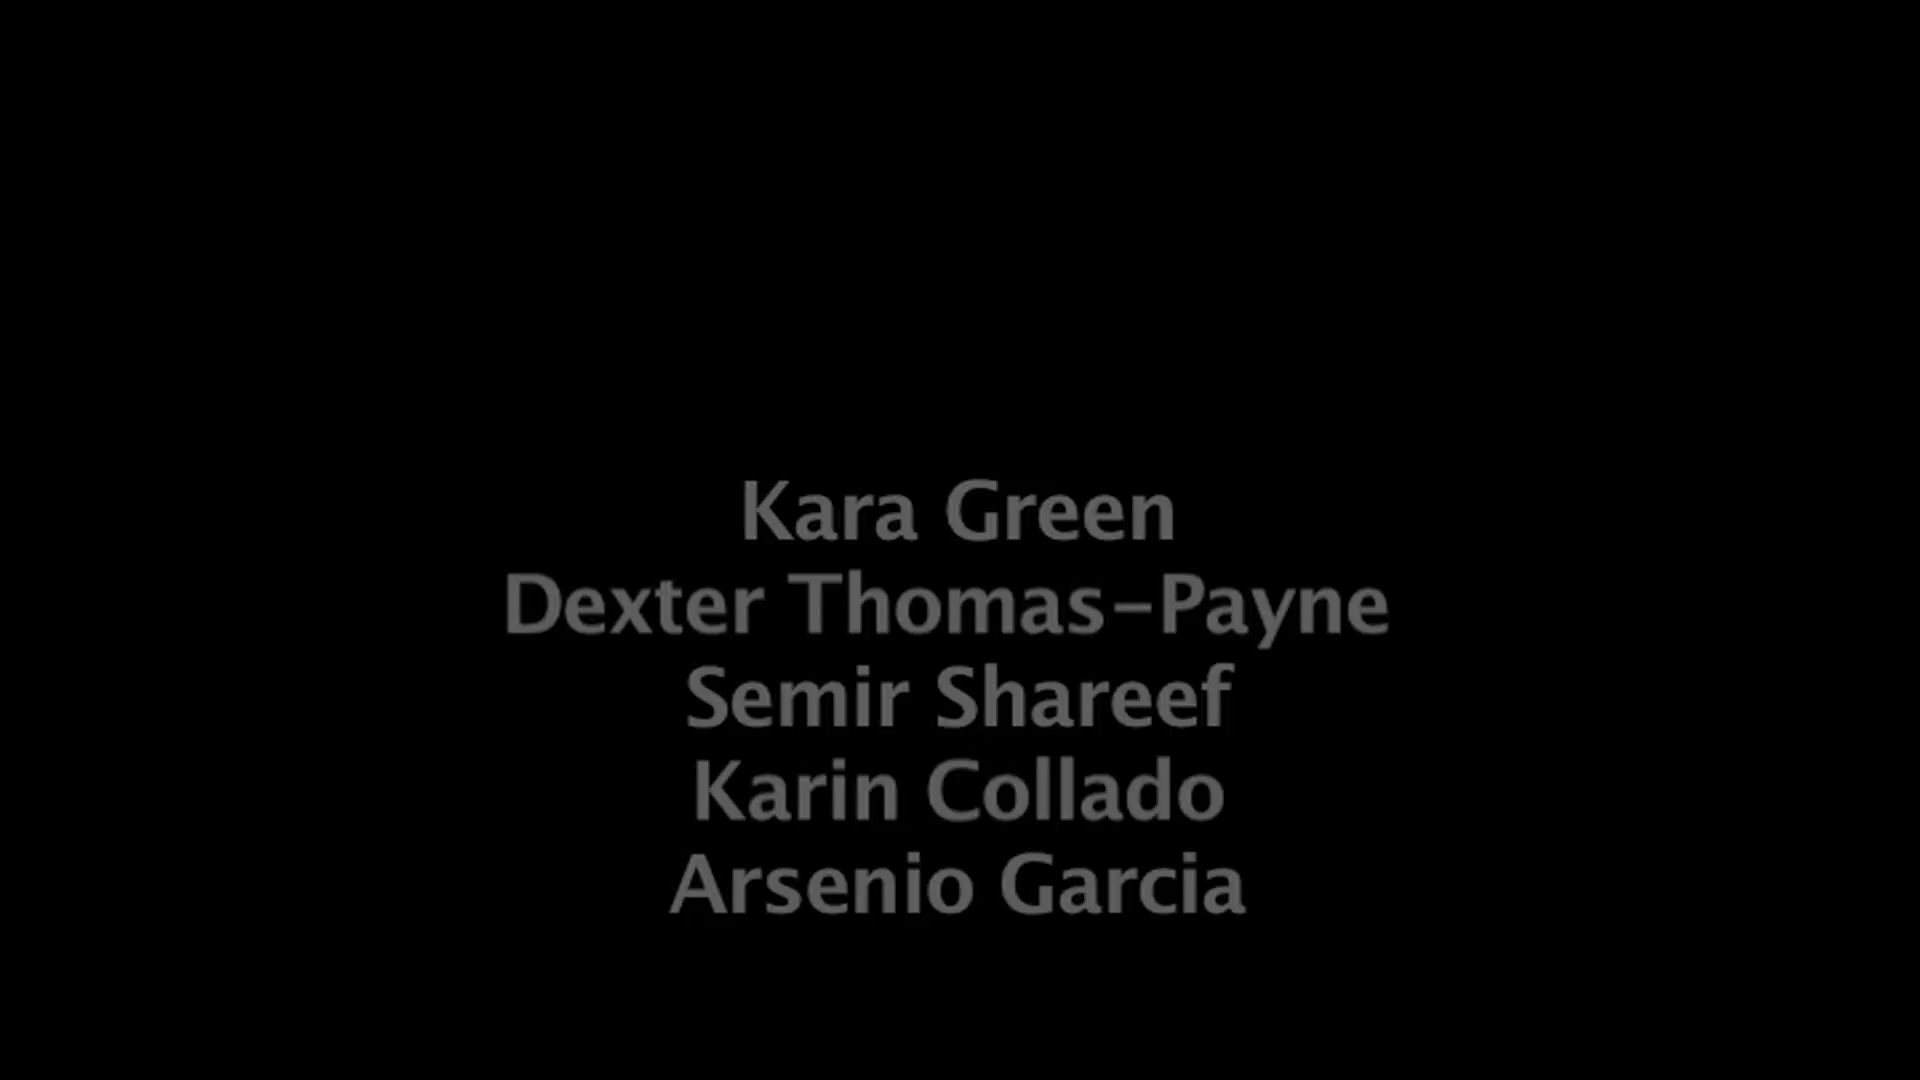 Kara Green
Dexter Thomas-Payne
Semir Shareef
Karin Collado
Arsenio Garcia